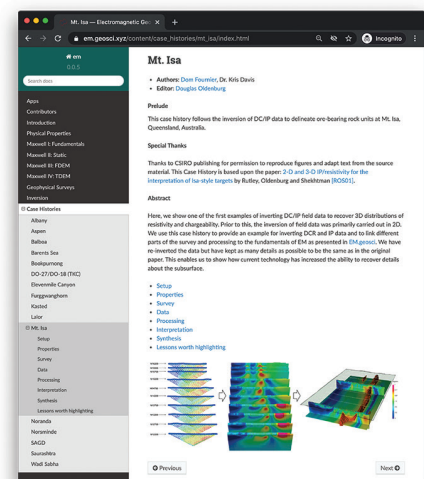 Mt. Isa — Electromagnetic Geo
em.geosci.xyz/content/case_histories/mt_isa/index.html
Incognito
em
0.0.5
Search docs
Apps
Contributors
Introduction
Physical Properties
Maxwell I: Fundamentals
Maxwell II: Static
Maxwell III: FDEM
Maxwell IV: TDEM
Geophysical Surveys
Inversion
Case Histories
Albany
Aspen
Balboa
Barents Sea
Bookpurnong
DO-27/DO-18 (TKC)
Elevenmile Canyon
Furggwanghorn
Kasted
Lalor
Mt. Isa
Setup
Properties
Survey
Data
Processing
Interpretation
Synthesis
Lessons worth highlighting
Noranda
Norsminde
SAGD
Saurashtra
Wadi Sabha
Mt. Isa
Authors: Dom Fournier, Dr. Kris Davis
Editor: Douglas Oldenburg
Prelude
This case history follows the inversion of DC/IP data to delineate ore-bearing rock units at Mt. Isa,
Queensland, Australia.
Special Thanks
Thanks to CSIRO publishing for permission to reproduce figures and adapt text from the source
material. This Case History is based upon the paper: 2-D and 3-D IP/resistivity for the
interpretation of Isa-style targets by Rutley, Oldenburg and Shekhtman [ROS01].
Abstract
Here, we show one of the first examples of inverting DC/IP field data to recover 3D distributions of
resistivity and chargeability. Prior to this, the inversion of field data was primarily carried out in 2D.
We use this case history to provide an example for inverting DCR and IP data and to link different
parts of the survey and processing to the fundamentals of EM as presented in EM.geosci. We have
re-inverted the data but have kept as many details as possible to be the same as in the original
paper. This enables us to show how current technology has increased the ability to recover details
about the subsurface.
Setup
Properties
Survey
Data
Processing
Interpretation
Synthesis
Lessons worth highlighting
Previous
Next